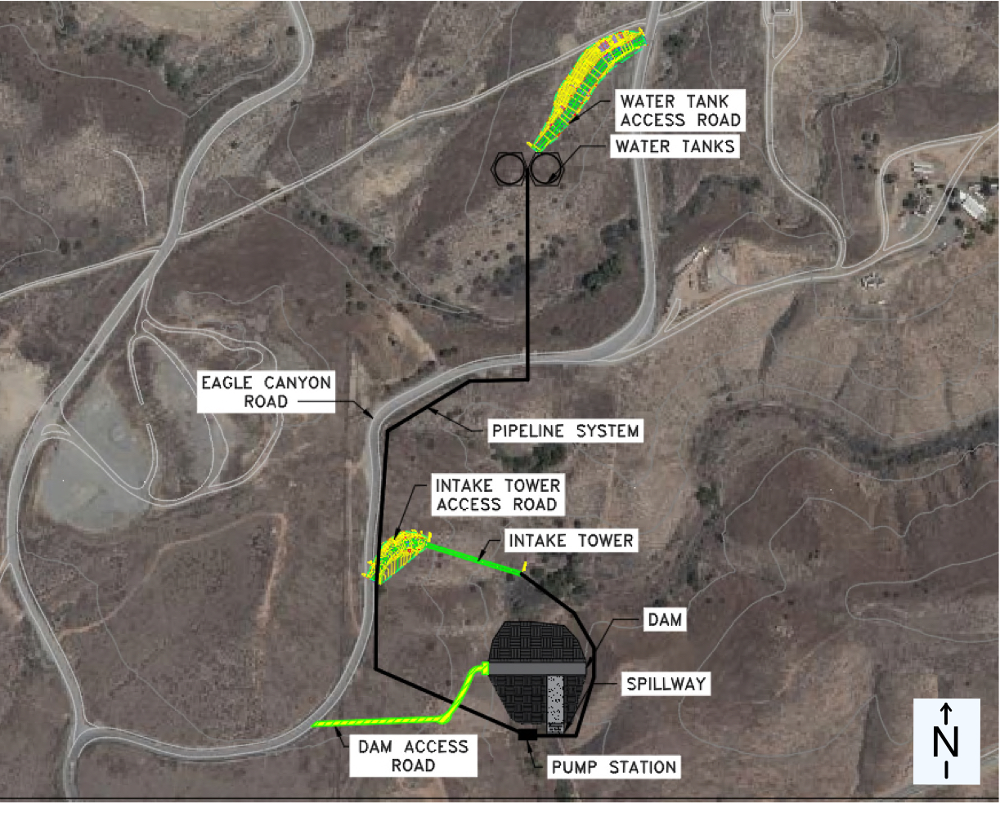 WATER TANK
ACCESS ROAD
WATER TANKS
EAGLE CANYON
ROAD
PIPELINE SYSTEM
INTAKE TOWER
ACCESS ROAD
INTAKE TOWER
DAM
SPILLWAY
DAM ACCESS
ROAD
PUMP STATION
N